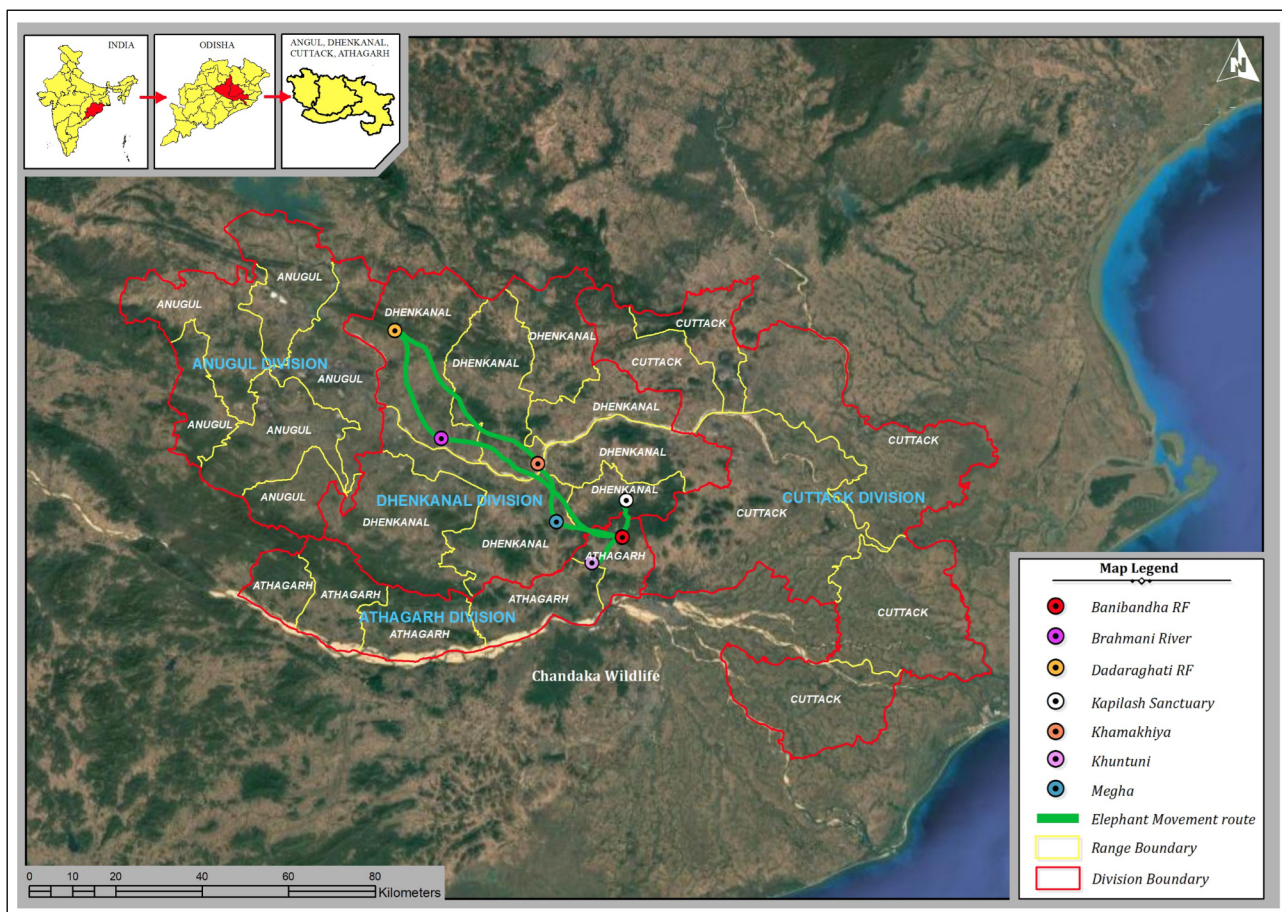 INDIA
ODISHA
ANGUL, DHENKANAL,
CUTTACK, ATHAGARH
N
ANUGUL
ANUGUL
DHENKANAL
CUTTACK
DHENKANAL
DHENKANAL
CUTTACK
ANUGUL DIVISION
ANUGUL
DHENKANAL
ANUGUL
ANUGUL
CUTTACK
DHENKANAL
DHENKANAL
ANUGUL
DHENKANAL DIVISION
CUTTACK DIVISION
CUTTACK
DHENKANAL
DHENKANAL
ATHAGARH
ATHAGARH
ATHAGARH
ATHAGARH
CUTTACK
ATHAGARH DIVISION
ATHAGARH
Chandaka Wildlife
CUTTACK
Map Legend
Banibandha RF
Brahmani River
Dadaraghati RF
Kapilash Sanctuary
Khamakhiya
Khuntuni
Megha
Elephant Movement route
Range Boundary
Division Boundary
0 10 20 40 60 80
Kilometers